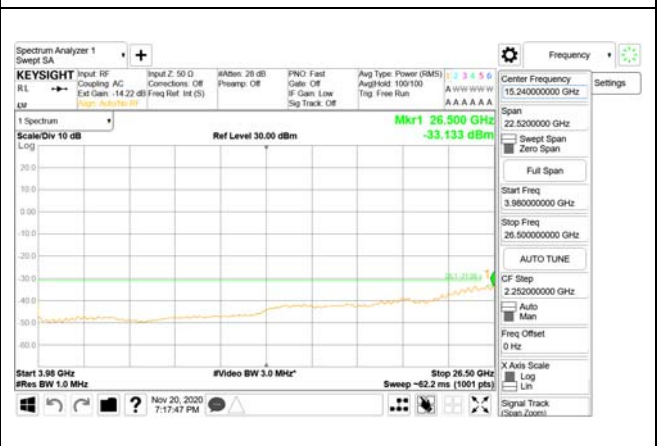 Spectrum Analyzer 1
Swept SA
+
Frequency
KEYSIGHT
RL
Input: RF
Coupling: AC
Ext Gain: -14.22 dB
Align: Auto/No RF
Input Z: 50 Ω
Corrections: Off
Freq Ref: Int (S)
#Atten: 28 dB
Preamp: Off
PNO: Fast
Gate: Off
IF Gain: Low
Sig Track: Off
Avg Type: Power (RMS)
Avg|Hold: 100/100
Trig: Free Run
1 2 3 4 5 6
A W W W W W
A A A A A A
1 Spectrum
Scale/Div 10 dB
Ref Level 30.00 dBm
Mkr1 26.500 GHz
-33.133 dBm
Log
20.0
10.0
0.00
-10.0
-20.0
-30.0
-40.0
-50.0
-60.0
1
Start 3.98 GHz
#Video BW 3.0 MHz*
Stop 26.50 GHz
#Res BW 1.0 MHz
Sweep ~62.2 ms (1001 pts)
?
Nov 20, 2020
7:17:47 PM
Center Frequency
15.240000000 GHz
Settings
Span
22.5200000 GHz
Swept Span
Zero Span
Full Span
Start Freq
3.980000000 GHz
Stop Freq
26.500000000 GHz
AUTO TUNE
CF Step
2.252000000 GHz
Auto
Man
Freq Offset
0 Hz
X Axis Scale
Log
Lin
Signal Track
(Span Zoom)